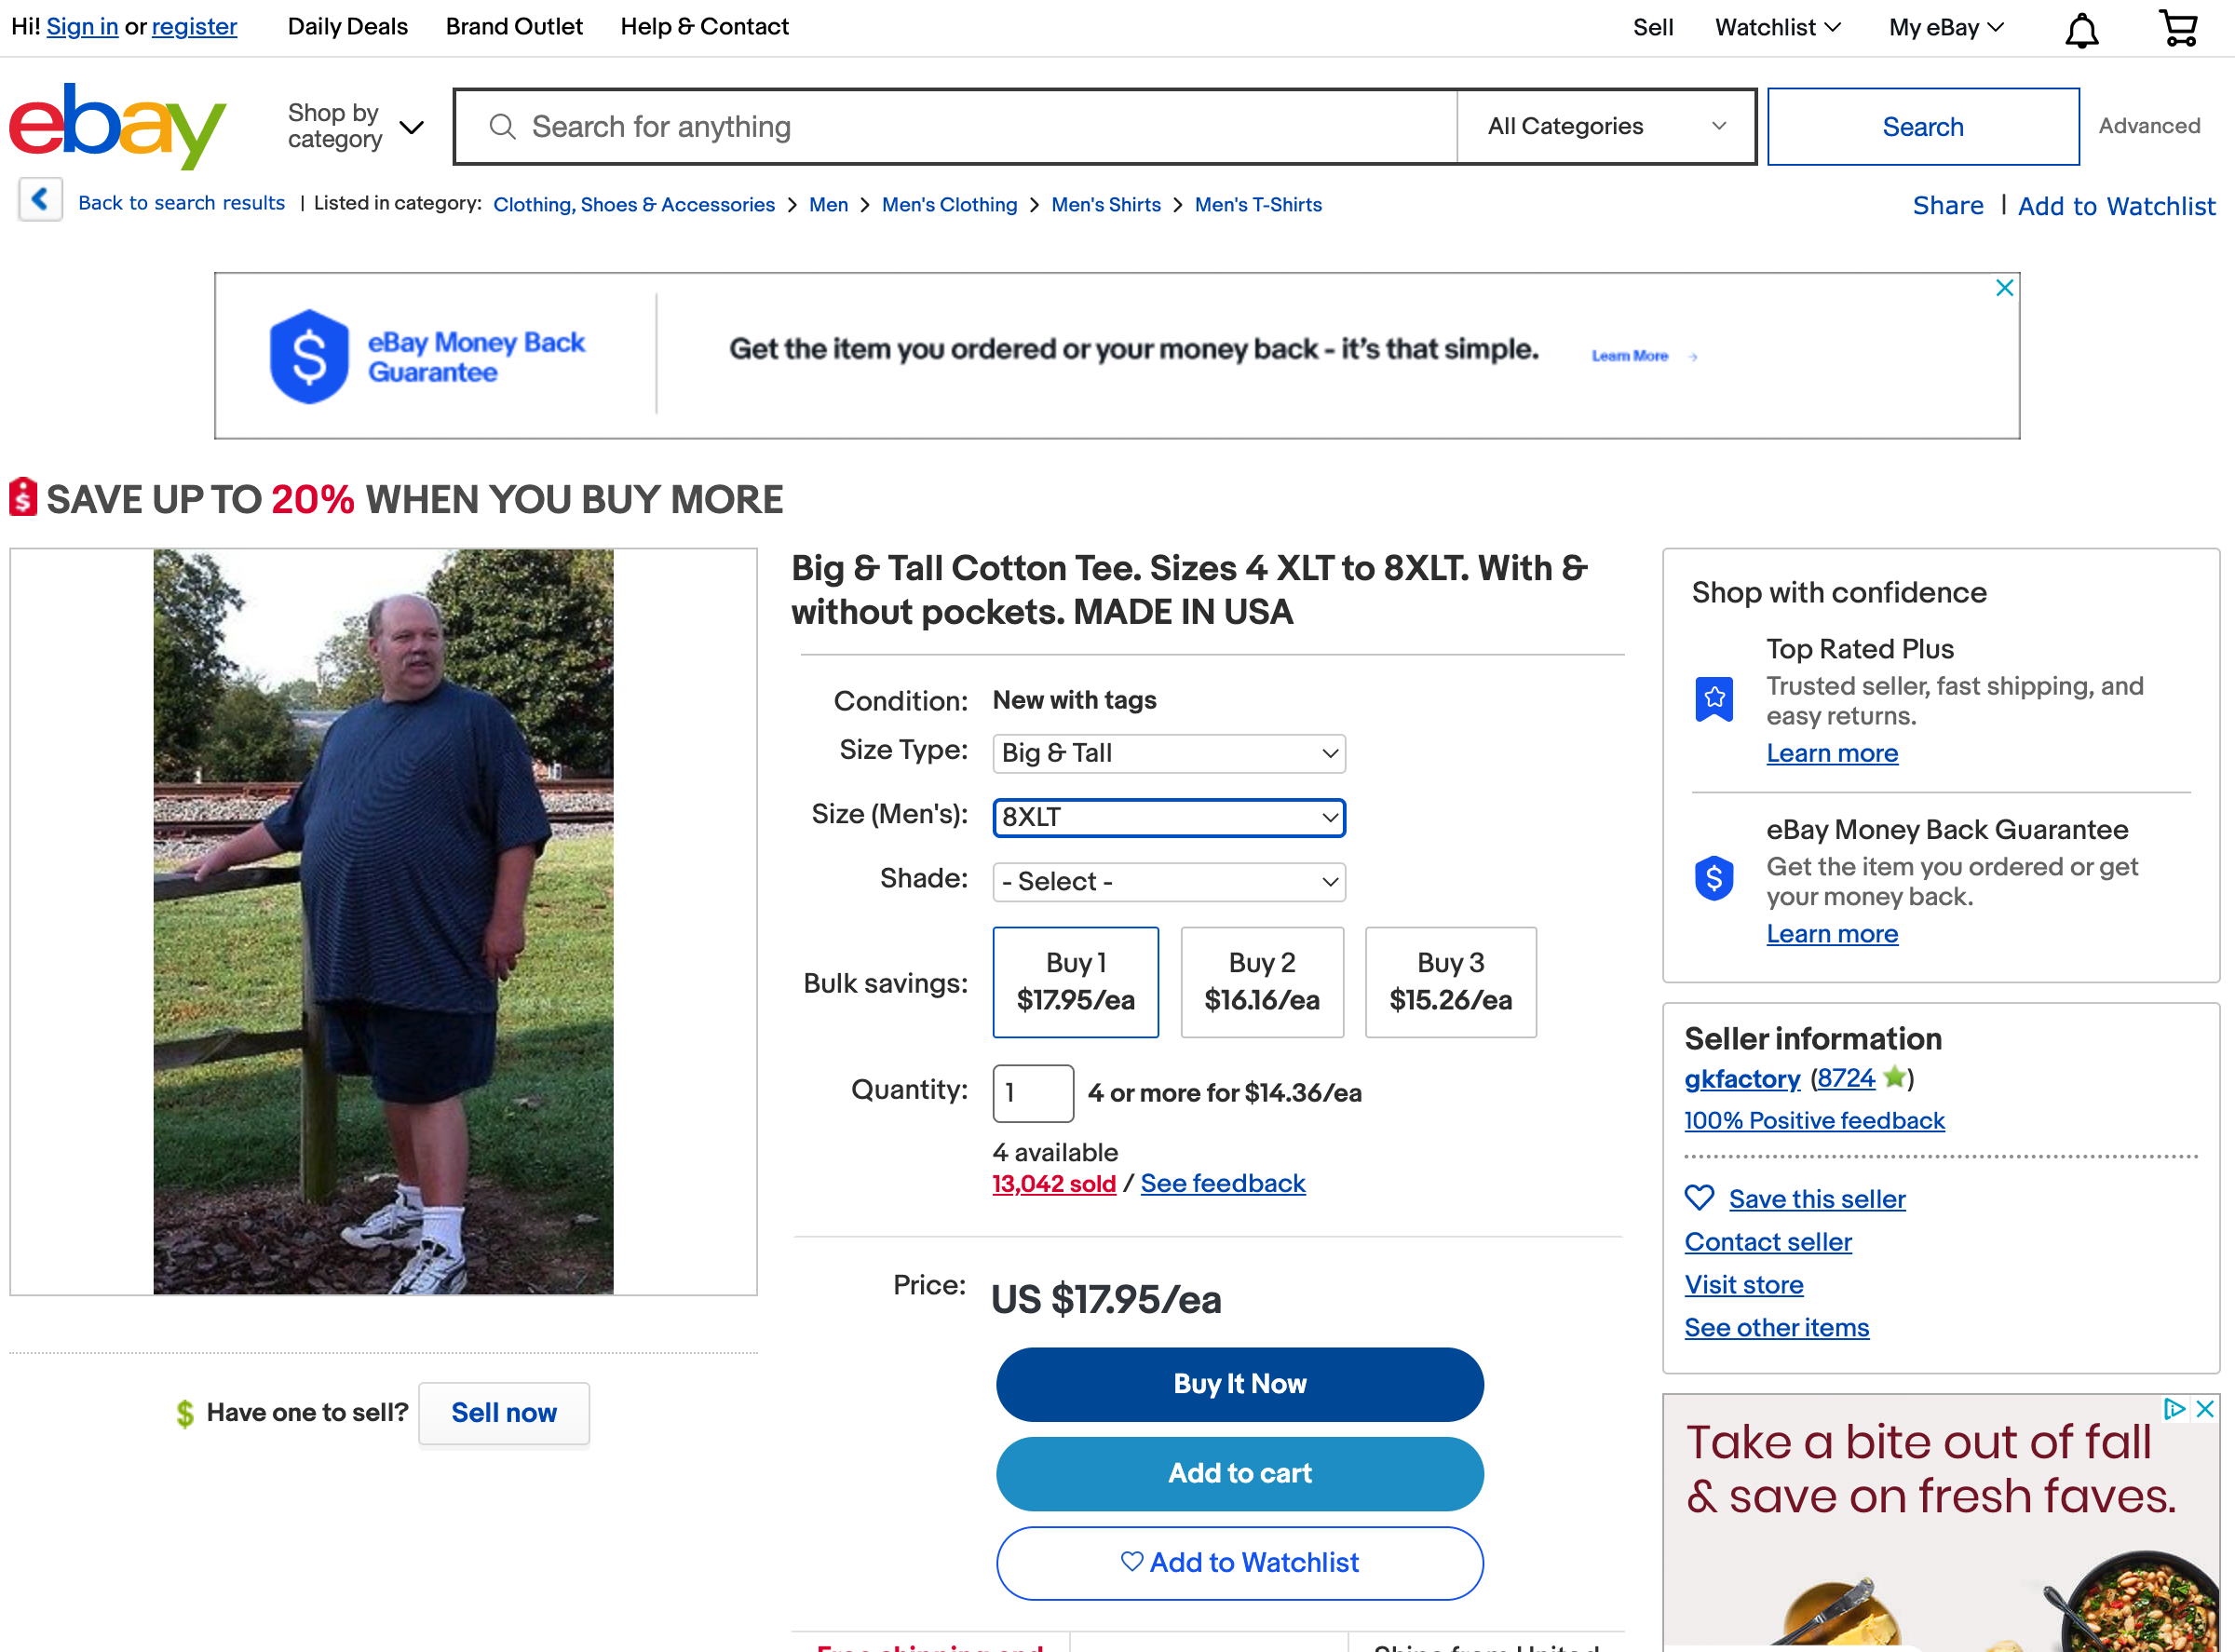 Hi! Sign in or register
Daily Deals
Brand Outlet
Help & Contact
Sell
Watchlist
My eBay
ebay
Shop by
category
Search for anything
All Categories
Search
Advanced
Back to search results | Listed in category: Clothing, Shoes & Accessories > Men > Men's Clothing > Men's Shirts > Men's T-Shirts
Share | Add to Watchlist
eBay Money Back
Guarantee
Get the item you ordered or your money back - it's that simple.
Learn More →
SAVE UP TO 20% WHEN YOU BUY MORE
Big & Tall Cotton Tee. Sizes 4 XLT to 8XLT. With &
without pockets. MADE IN USA
Condition: New with tags
Size Type: Big & Tall
Size (Men's): 8XLT
Shade: - Select -
Bulk savings:
Buy 1
$17.95/ea
Buy 2
$16.16/ea
Buy 3
$15.26/ea
Quantity: 1 4 or more for $14.36/ea
4 available
13,042 sold / See feedback
Price: US $17.95/ea
Buy It Now
Add to cart
Add to Watchlist
$ Have one to sell? Sell now
Shop with confidence
Top Rated Plus
Trusted seller, fast shipping, and
easy returns.
Learn more
eBay Money Back Guarantee
Get the item you ordered or get
your money back.
Learn more
Seller information
gkfactory (8724)
100% Positive feedback
Save this seller
Contact seller
Visit store
See other items
Take a bite out of fall
& save on fresh faves.